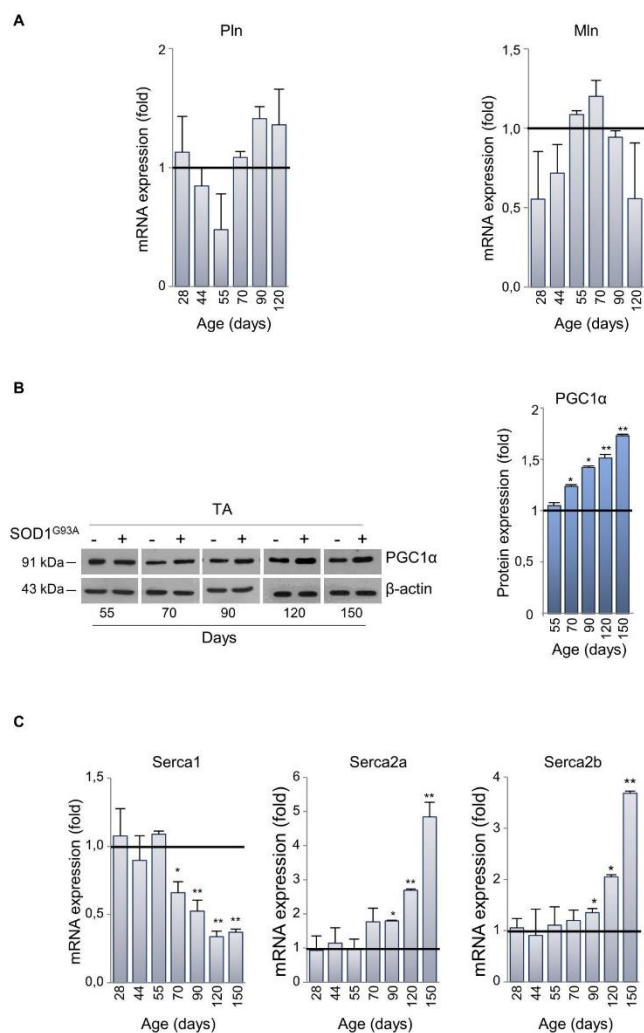 A
Pln
Mln
mRNA expression (fold)
2
1
0
28 44 55 70 90 120
Age (days)
mRNA expression (fold)
1,5
1,0
0,5
0,0
28 44 55 70 90 120
Age (days)
B
TA
SOD1G93A - + - + - + - + - +
91 kDa PGC1α
43 kDa β-actin
55 70 90 120 150
Days
PGC1α
Protein expression (fold)
2
1,5
1
0,5
0
* * ** **
55 70 90 120 150
Age (days)
C
Serca1
Serca2a
Serca2b
mRNA expression (fold)
1,5
1,0
0,5
0,0
* ** ** **
28 44 55 70 90 120 150
Age (days)
mRNA expression (fold)
6
5
4
3
2
1
0
* ** **
28 44 55 70 90 120 150
Age (days)
mRNA expression (fold)
4
3
2
1
0
* * **
28 44 55 70 90 120 150
Age (days)